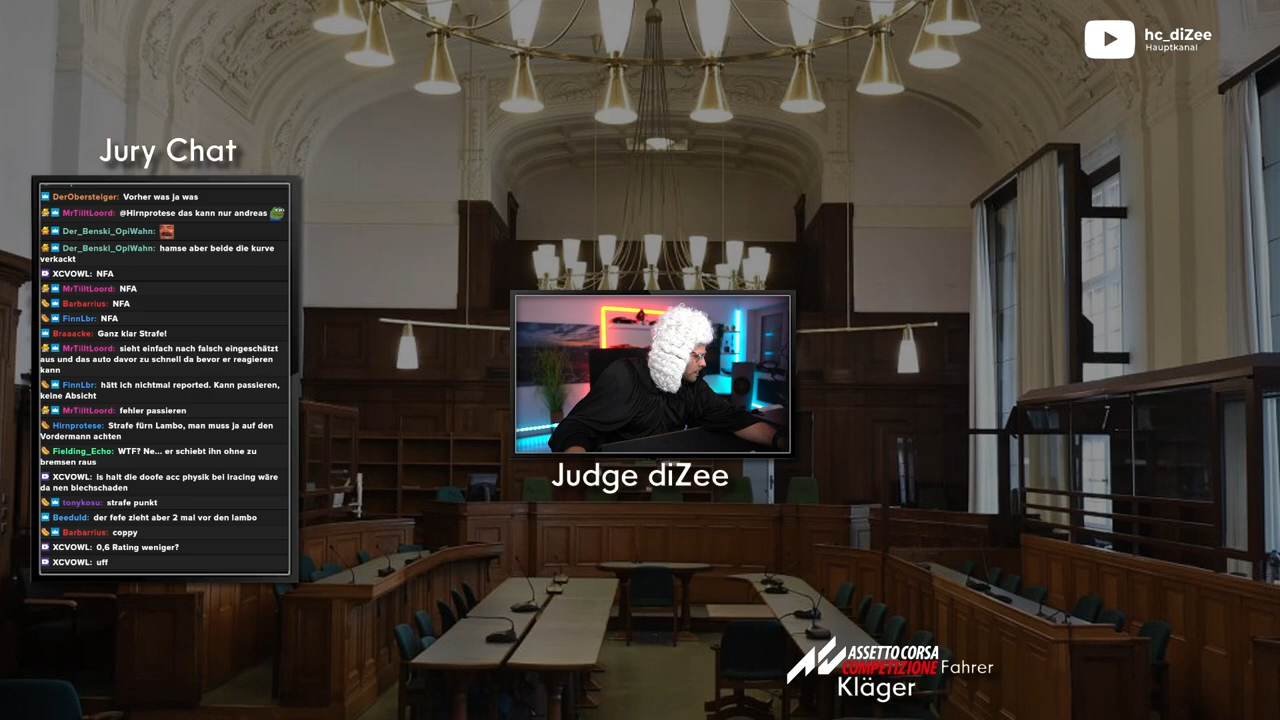 hc_diZee
Hauptkanal
Jury Chat
DerObersteiger: Vorher was ja was
MrTiltLoord: @Hirnprotese das kann nur andreas
Der_Benski_OpiWahn:
Der_Benski_OpiWahn: hamse aber beide die kurve
verkackt
XCVOWL: NFA
MrTiltLoord: NFA
Barbarrius: NFA
FinnLbr: NFA
Braaacke: Ganz klar Strafe!
MrTiltLoord: sieht einfach nach falsch eingeschätzt
aus und das auto davor zu schnell da bevor er reagieren
kann
FinnLbr: hätt ich nichtmal reported. Kann passieren,
keine Absicht
MrTiltLoord: fehler passieren
Hirnprotese: Strafe fürn Lambo, man muss ja auf den
Vordermann achten
Fielding_Echo: WTF? Ne... er schiebt ihn ohne zu
bremsen raus
XCVOWL: is halt die doofe acc physik bei iracing wäre
da nen blechschaden
tonykosu: strafe punkt
Beeduld: der fefe zieht aber 2 mal vor den lambo
Barbarrius: coppy
XCVOWL: 0,6 Rating weniger?
XCVOWL: uff
Judge diZee
ASSETTO CORSA
COMPETIZIONE Fahrer
Kläger